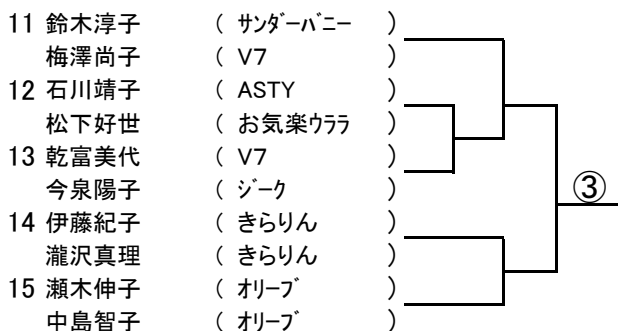 11 鈴木淳子 ( サンダーバニー )
梅澤尚子 ( V7 )
12 石川靖子 ( ASTY )
松下好世 ( お気楽ウララ )
13 乾富美代 ( V7 )
今泉陽子 ( ジーク )
③
14 伊藤紀子 ( きらりん )
瀧沢真理 ( きらりん )
15 瀬木伸子 ( オリーブ )
中島智子 ( オリーブ )